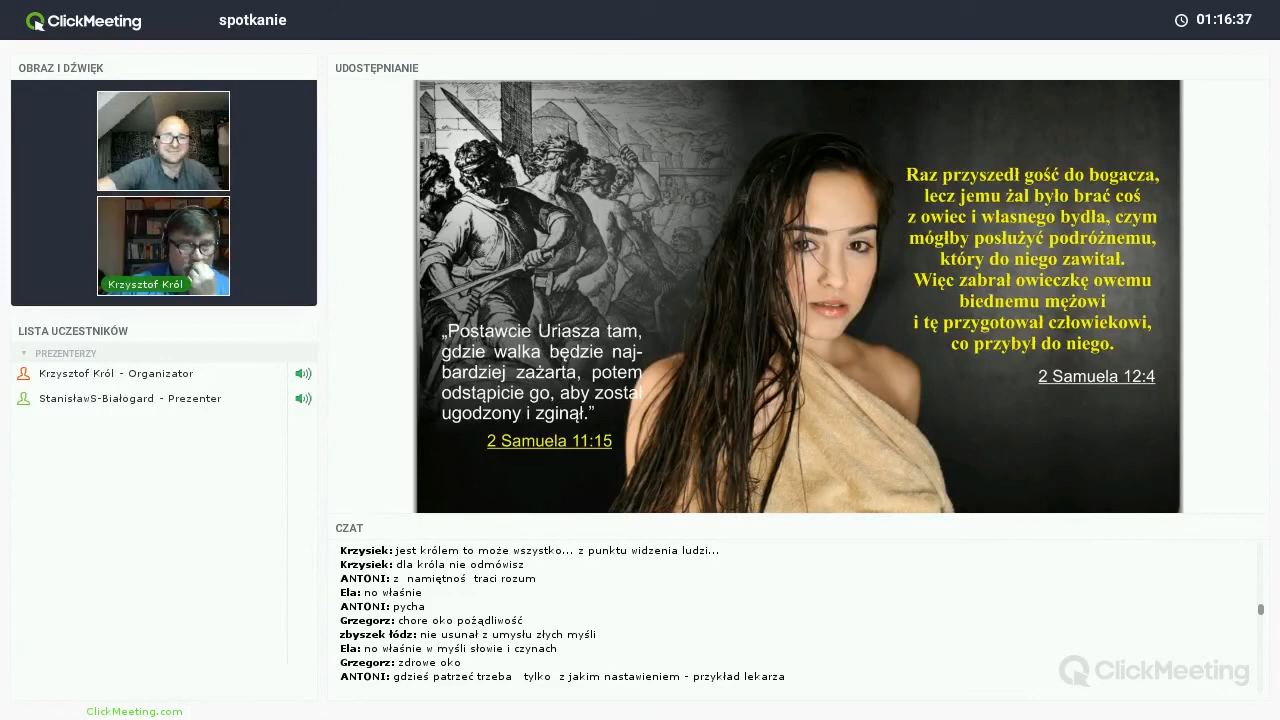 ClickMeeting
spotkanie
01:16:37
OBRAZ I DŹWIĘK
Krzysztof Król
LISTA UCZESTNIKÓW
PREZENTERZY
Krzysztof Król - Organizator
StanisławS-Białogard - Prezenter
ClickMeeting.com
UDOSTĘPNIANIE
„Postawcie Uriasza tam,
gdzie walka będzie naj-
bardziej zażarta, potem
odstąpicie go, aby został
ugodzony i zginął.”
2 Samuela 11:15
Raz przyszedł gość do bogacza,
lecz jemu żal było brać coś
z owiec i własnego bydła, czym
mógłby posłużyć podróżnemu,
który do niego zawitał.
Więc zabrał owieczkę owemu
biednemu mężowi
i tę przygotował człowiekowi,
co przybył do niego.
2 Samuela 12:4
CZAT
Krzysiek: jest królem to może wszystko... z punktu widzenia ludzi...
Krzysiek: dla króla nie odmówisz
ANTONI: z namiętnoś traci rozum
Ela: no właśnie
ANTONI: pycha
Grzegorz: chore oko pożądliwość
zbyszek łódz: nie usunał z umysłu złych myśli
Ela: no właśnie w myśli słowie i czynach
Grzegorz: zdrowe oko
ANTONI: gdzieś patrzeć trzeba tylko z jakim nastawieniem - przykład lekarza
ClickMeeting